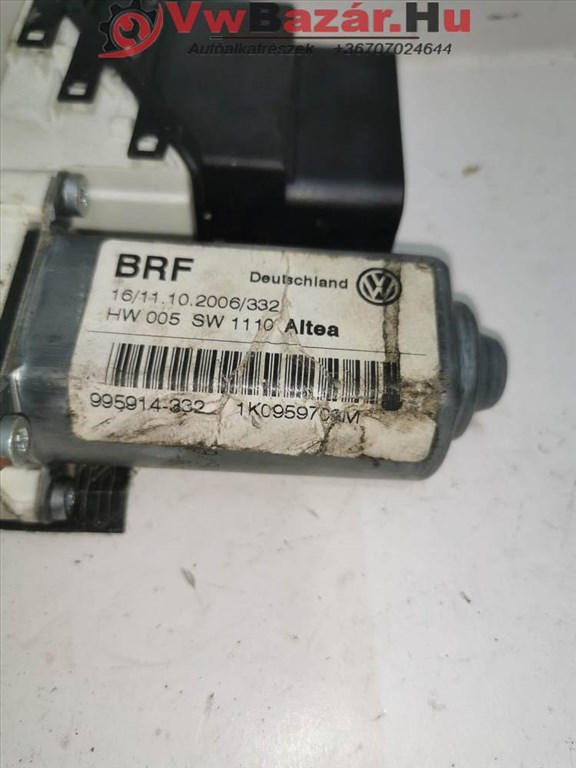 VwBazár.Hu
Autóalkatrészek +36707024644
BRF Deutschland
16/11.10.2006/332
HW 005 SW 1110 Altea
995914-332